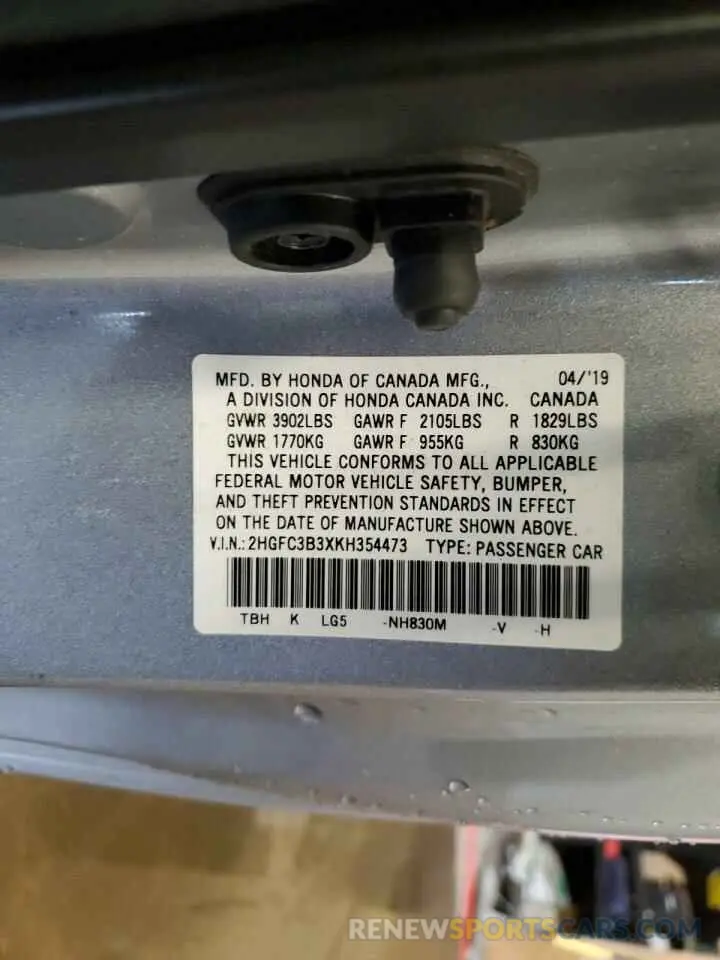 MFD. BY HONDA OF CANADA MFG., 04/'19
A DIVISION OF HONDA CANADA INC. CANADA
GVWR 3902LBS GAWR F 2105LBS R 1829LBS
GVWR 1770KG GAWR F 955KG R 830KG
THIS VEHICLE CONFORMS TO ALL APPLICABLE
FEDERAL MOTOR VEHICLE SAFETY, BUMPER,
AND THEFT PREVENTION STANDARDS IN EFFECT
ON THE DATE OF MANUFACTURE SHOWN ABOVE.
V.I.N.: 2HGFC3B3XKH354473 TYPE: PASSENGER CAR
TBH K LG5 -NH830M -V -H
RENEWSPORTSCARS.COM